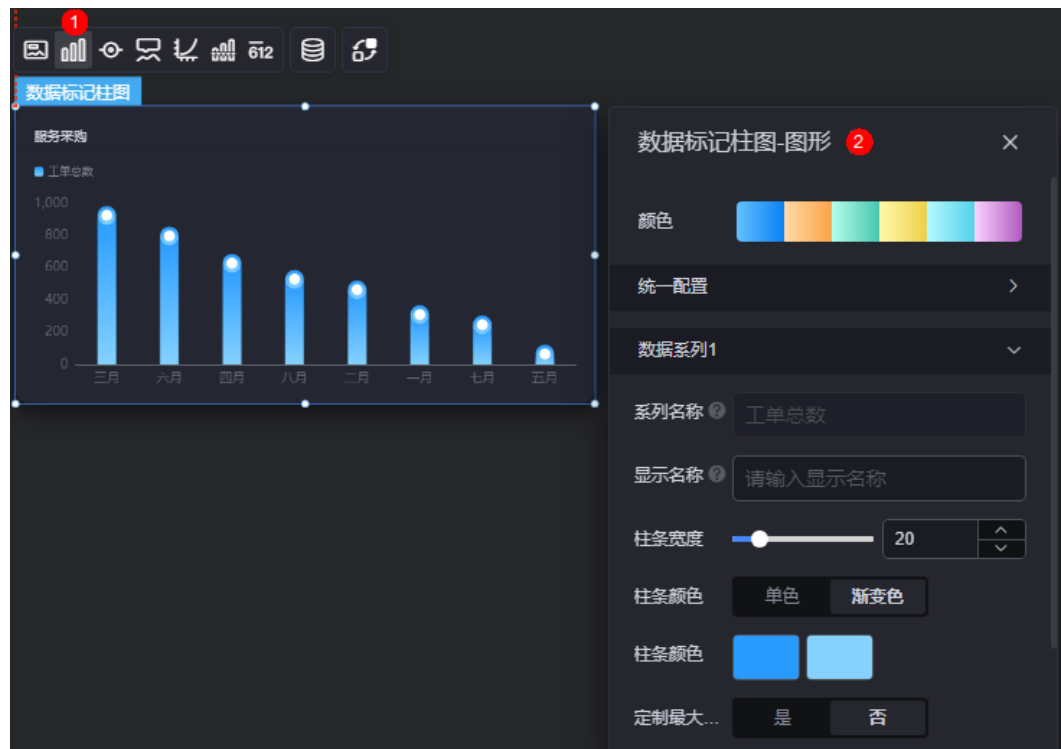 1
612
数据标记柱图
服务采购
工单总数
1,000
800
600
400
200
0
三月
六月
四月
八月
二月
一月
七月
五月
数据标记柱图-图形 2
颜色
统一配置
数据系列1
系列名称 ? 工单总数
显示名称 ? 请输入显示名称
柱条宽度 20
柱条颜色 单色 渐变色
柱条颜色
定制最大... 是 否